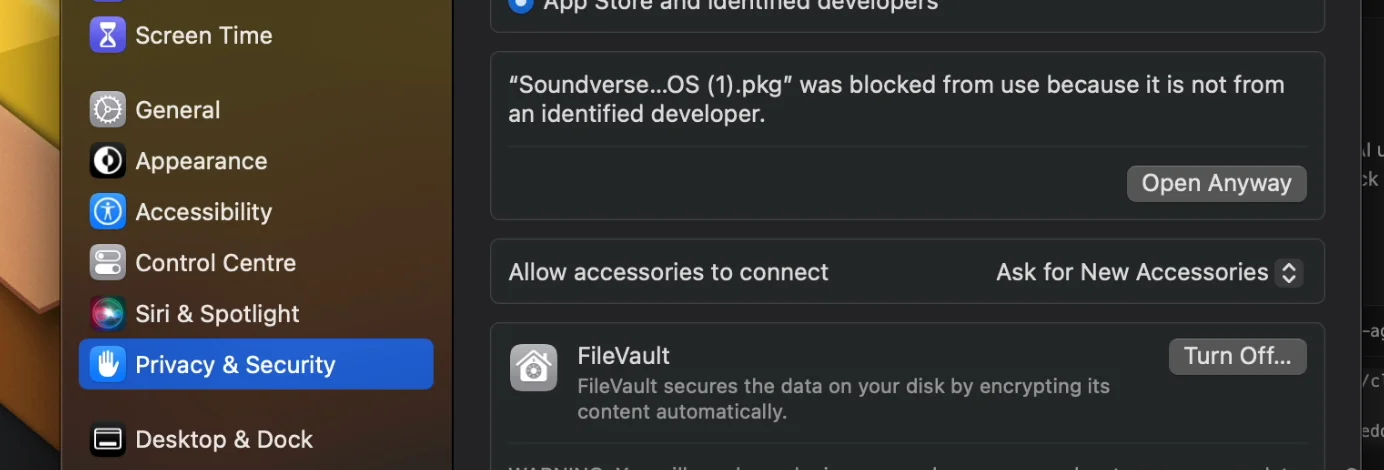 App Store and identified developers
Screen Time
“Soundverse...OS (1).pkg” was blocked from use because it is not from
an identified developer.
General
Appearance
Open Anyway
Accessibility
Control Centre
Allow accessories to connect
Ask for New Accessories
Siri & Spotlight
Privacy & Security
FileVault
Turn Off...
FileVault secures the data on your disk by encrypting its
content automatically.
Desktop & Dock